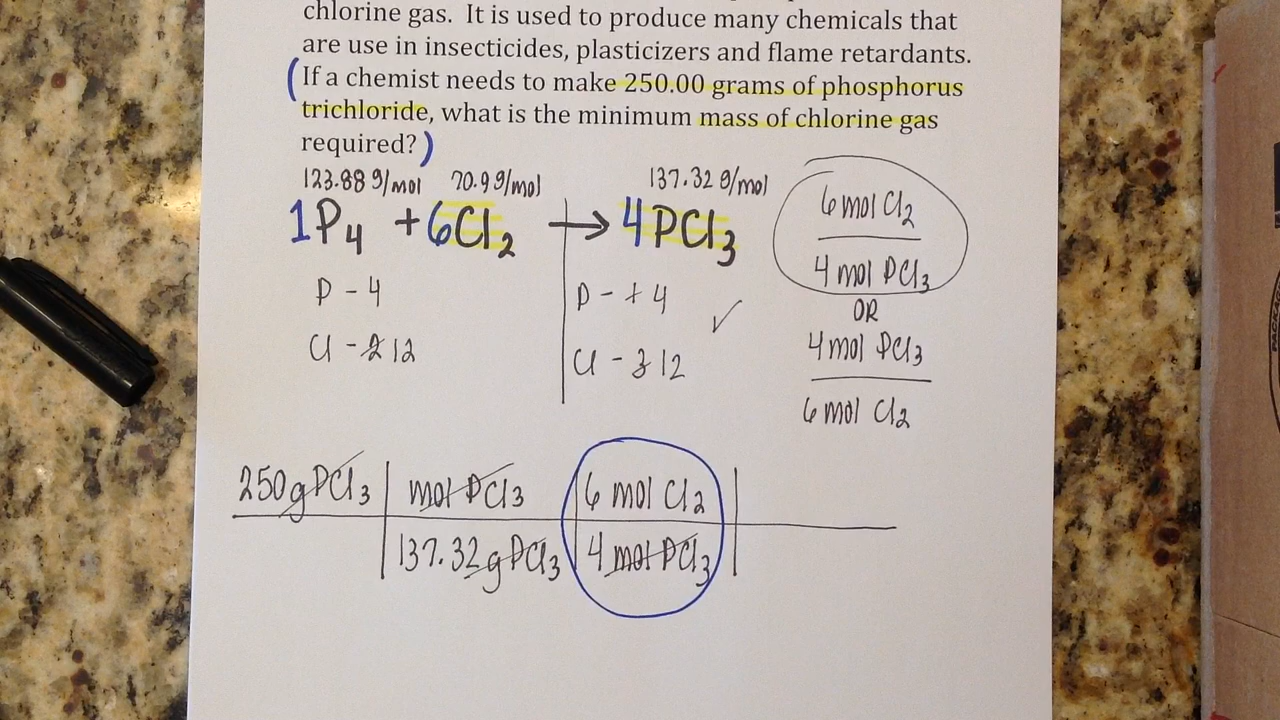 chlorine gas. It is used to produce many chemicals that
are use in insecticides, plasticizers and flame retardants.
(If a chemist needs to make 250.00 grams of phosphorus
trichloride, what is the minimum mass of chlorine gas
required?)
123.88 g/mol 70.9 g/mol 137.32 g/mol
1P₄ + 6Cl₂ → 4PCl₃
P - 4 P - 4 ✓
Cl - 2 12 Cl - 3 12
6 mol Cl₂
4 mol PCl₃
OR
4 mol PCl₃
6 mol Cl₂
250 g PCl₃ mol PCl₃ 6 mol Cl₂
137.32 g PCl₃ 4 mol PCl₃